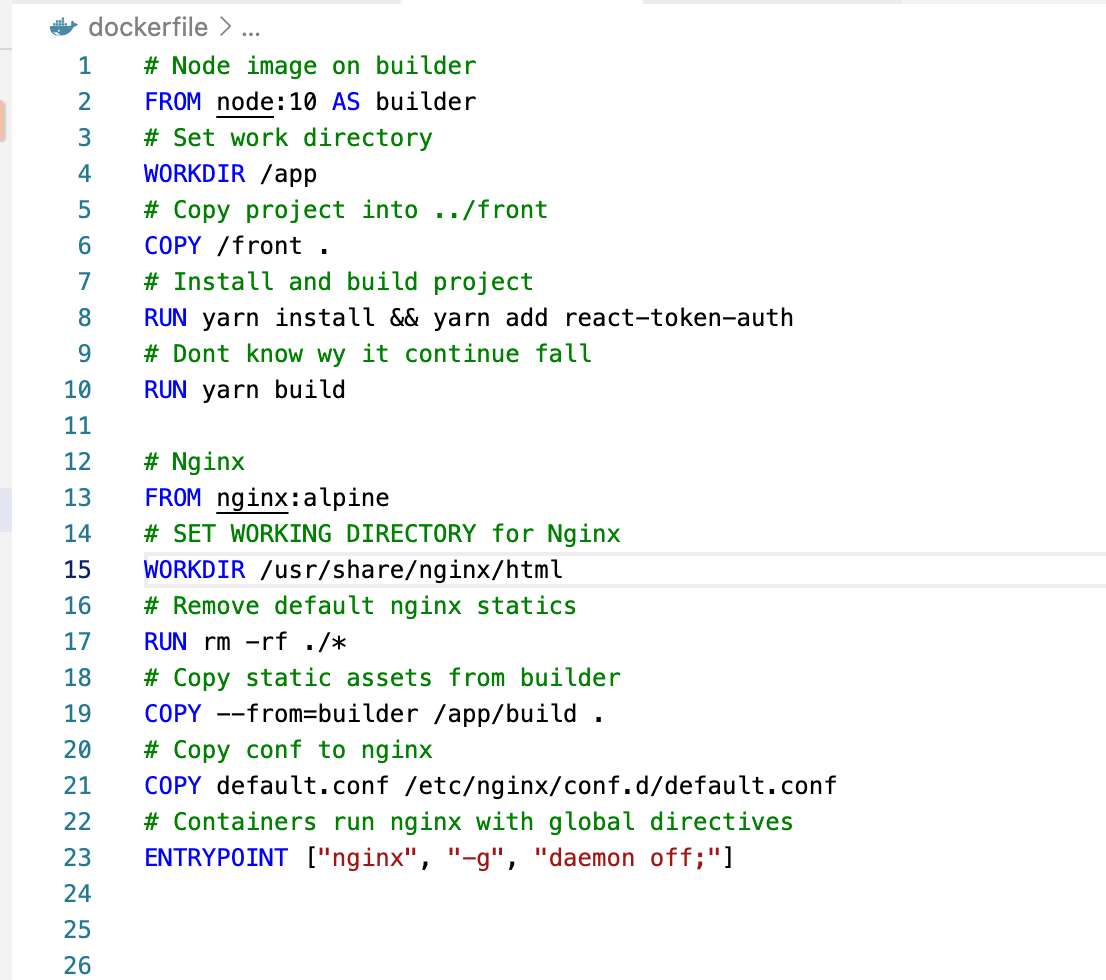 dockerfile > ...
1 # Node image on builder
2 FROM node:10 AS builder
3 # Set work directory
4 WORKDIR /app
5 # Copy project into ../front
6 COPY /front .
7 # Install and build project
8 RUN yarn install && yarn add react-token-auth
9 # Dont know wy it continue fall
10 RUN yarn build
11
12 # Nginx
13 FROM nginx:alpine
14 # SET WORKING DIRECTORY for Nginx
15 WORKDIR /usr/share/nginx/html
16 # Remove default nginx statics
17 RUN rm -rf ./*
18 # Copy static assets from builder
19 COPY --from=builder /app/build .
20 # Copy conf to nginx
21 COPY default.conf /etc/nginx/conf.d/default.conf
22 # Containers run nginx with global directives
23 ENTRYPOINT ["nginx", "-g", "daemon off;"]
24
25
26